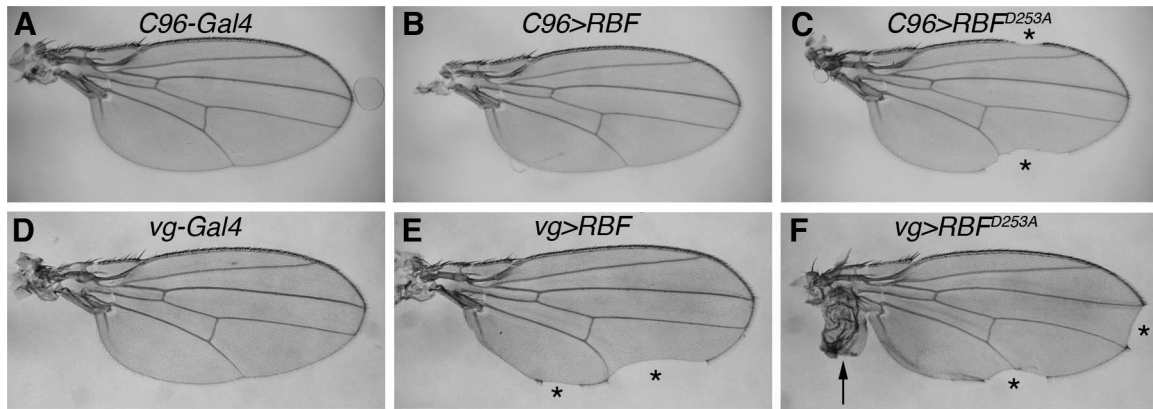 A C96-Gal4
B C96>RBF
C C96>RBF^D253A
*
*
D vg-Gal4
E vg>RBF
* *
F vg>RBF^D253A
*
*